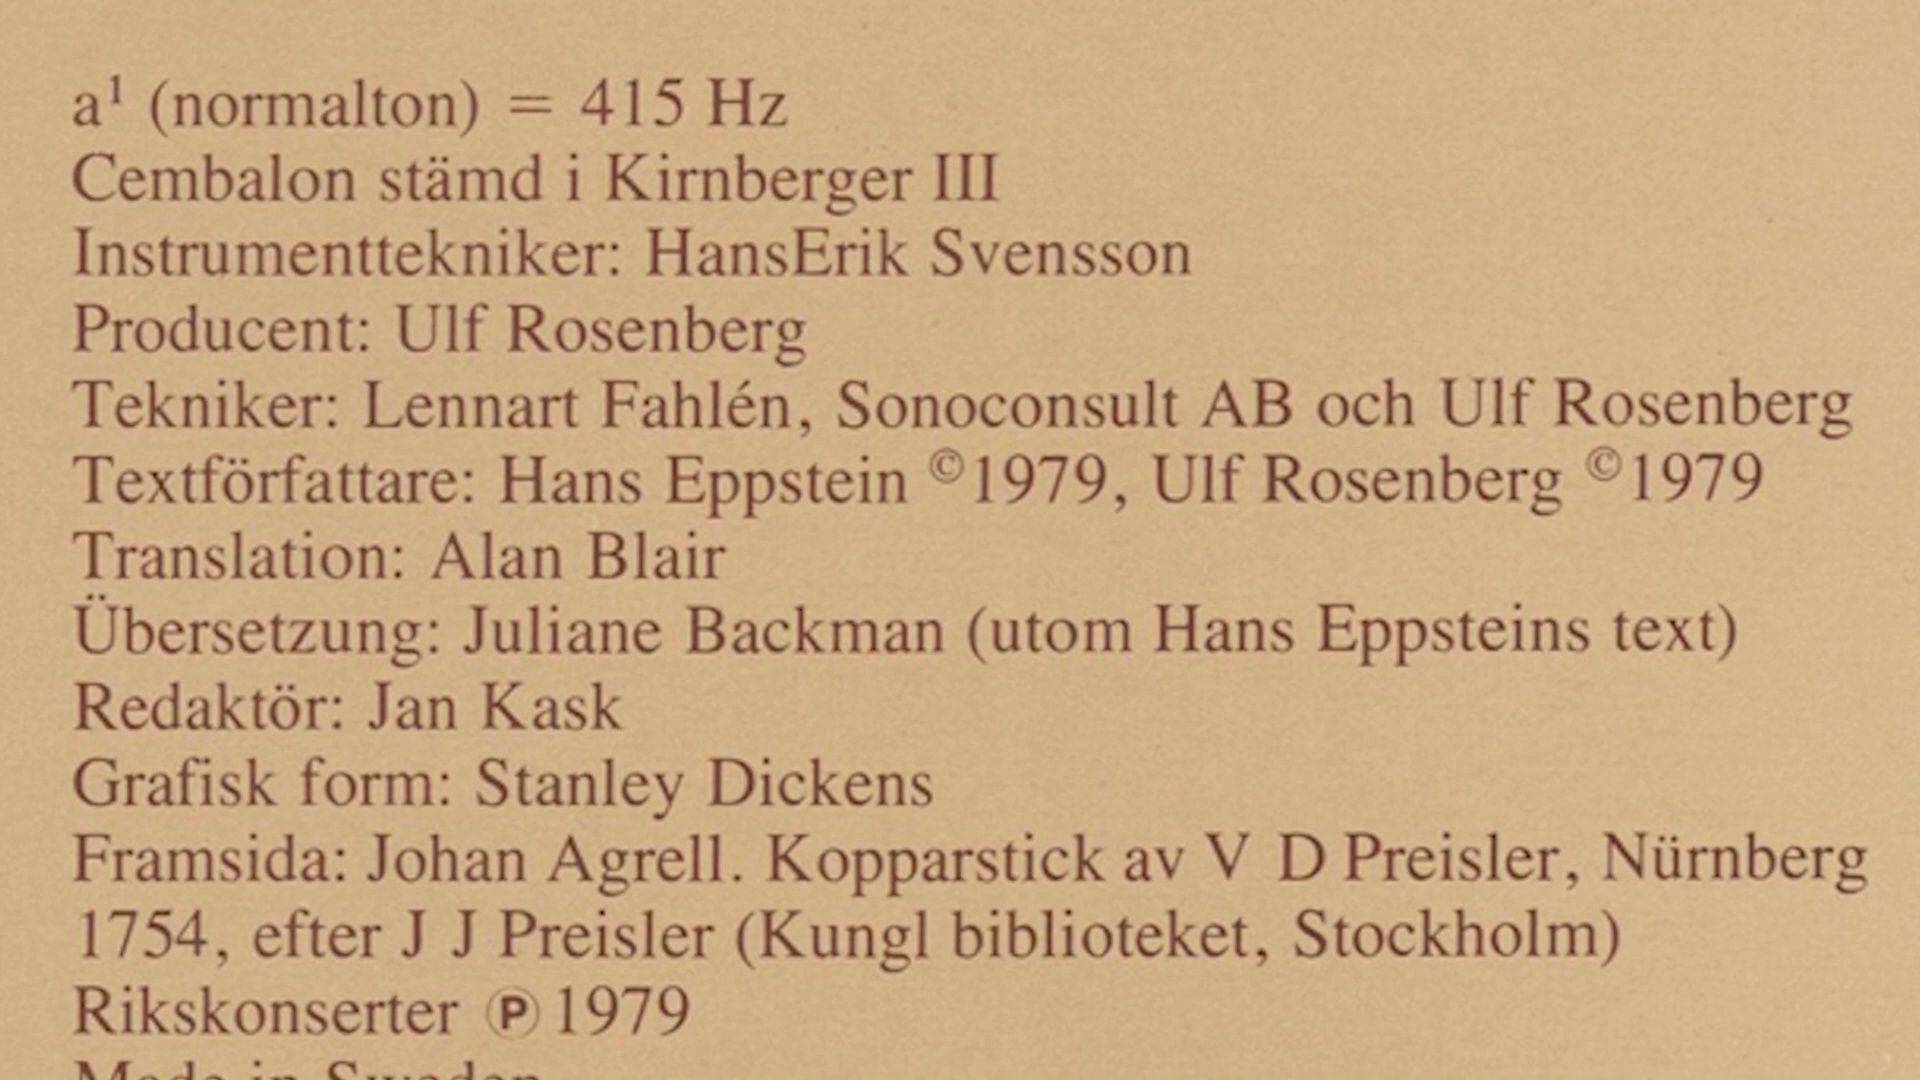 a¹ (normalton) = 415 Hz
Cembalon stämd i Kirnberger III
Instrumenttekniker: HansErik Svensson
Producent: Ulf Rosenberg
Tekniker: Lennart Fahlén, Sonoconsult AB och Ulf Rosenberg
Textförfattare: Hans Eppstein ©1979, Ulf Rosenberg ©1979
Translation: Alan Blair
Übersetzung: Juliane Backman (utom Hans Eppsteins text)
Redaktör: Jan Kask
Grafisk form: Stanley Dickens
Framsida: Johan Agrell. Kopparstick av V D Preisler, Nürnberg
1754, efter J J Preisler (Kungl biblioteket, Stockholm)
Rikskonserter ℗ 1979
Made in Sweden